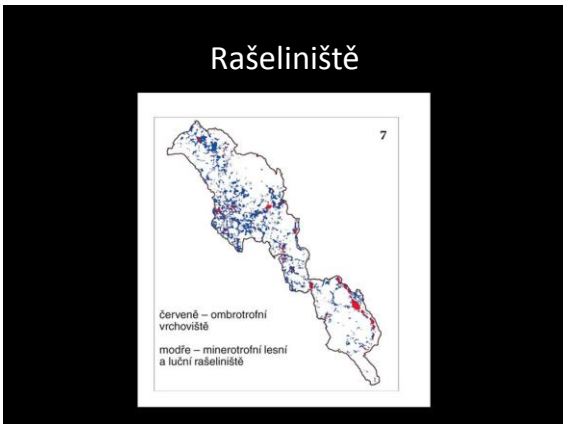 Rašeliniště
7
červeně – ombrotrofní
vrchoviště
modře – minerotrofní lesní
a luční rašeliniště